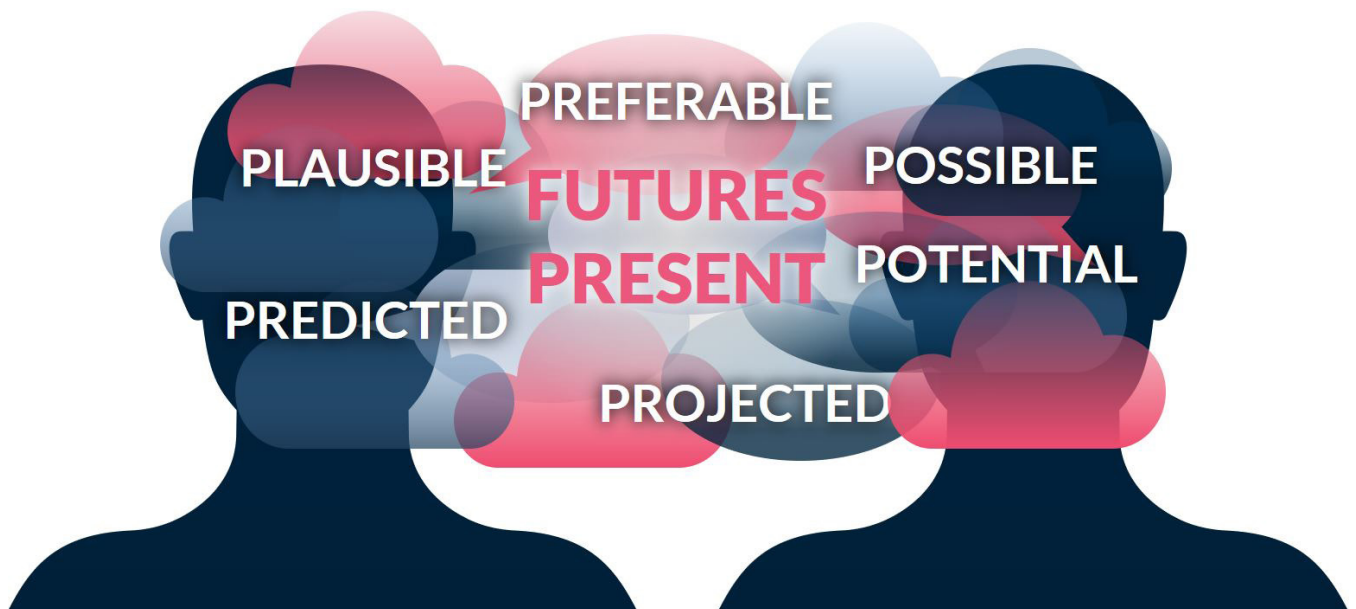 PREFERABLE
PLAUSIBLE
POSSIBLE
FUTURES
PRESENT
POTENTIAL
PREDICTED
PROJECTED